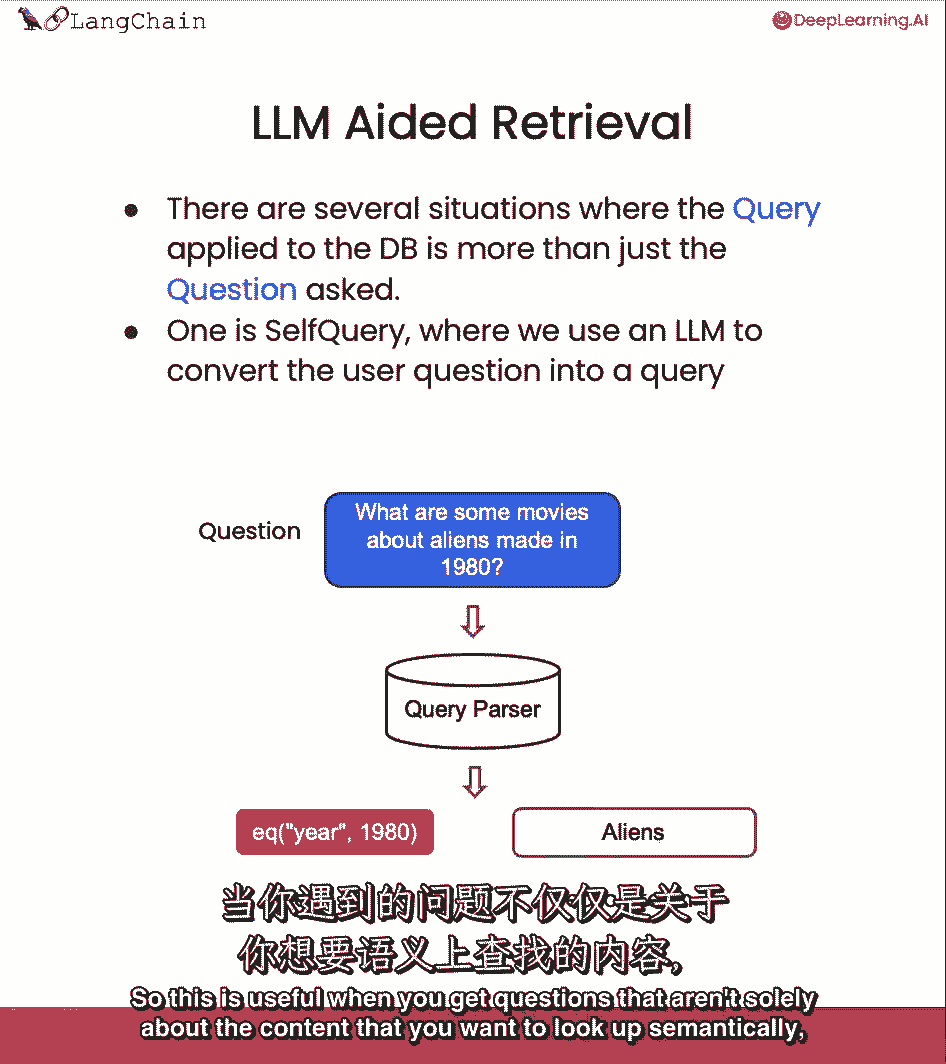 LangChain
DeepLearning.AI
LLM Aided Retrieval
There are several situations where the Query
applied to the DB is more than just the
Question asked.
One is SelfQuery, where we use an LLM to
convert the user question into a query
Question
What are some movies
about aliens made in
1980?
Query Parser
eq("year", 1980)
Aliens
当你遇到的问题不仅仅是关于
你想要语义上查找的内容，
So this is useful when you get questions that aren't solely
about the content that you want to look up semantically,